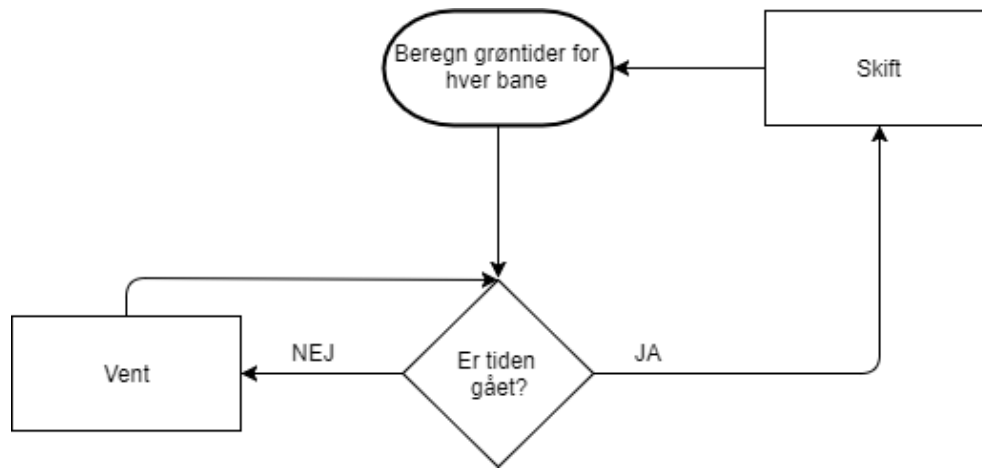 Beregn grøntider for
hver bane
Skift
Vent
NEJ
Er tiden
gået?
JA